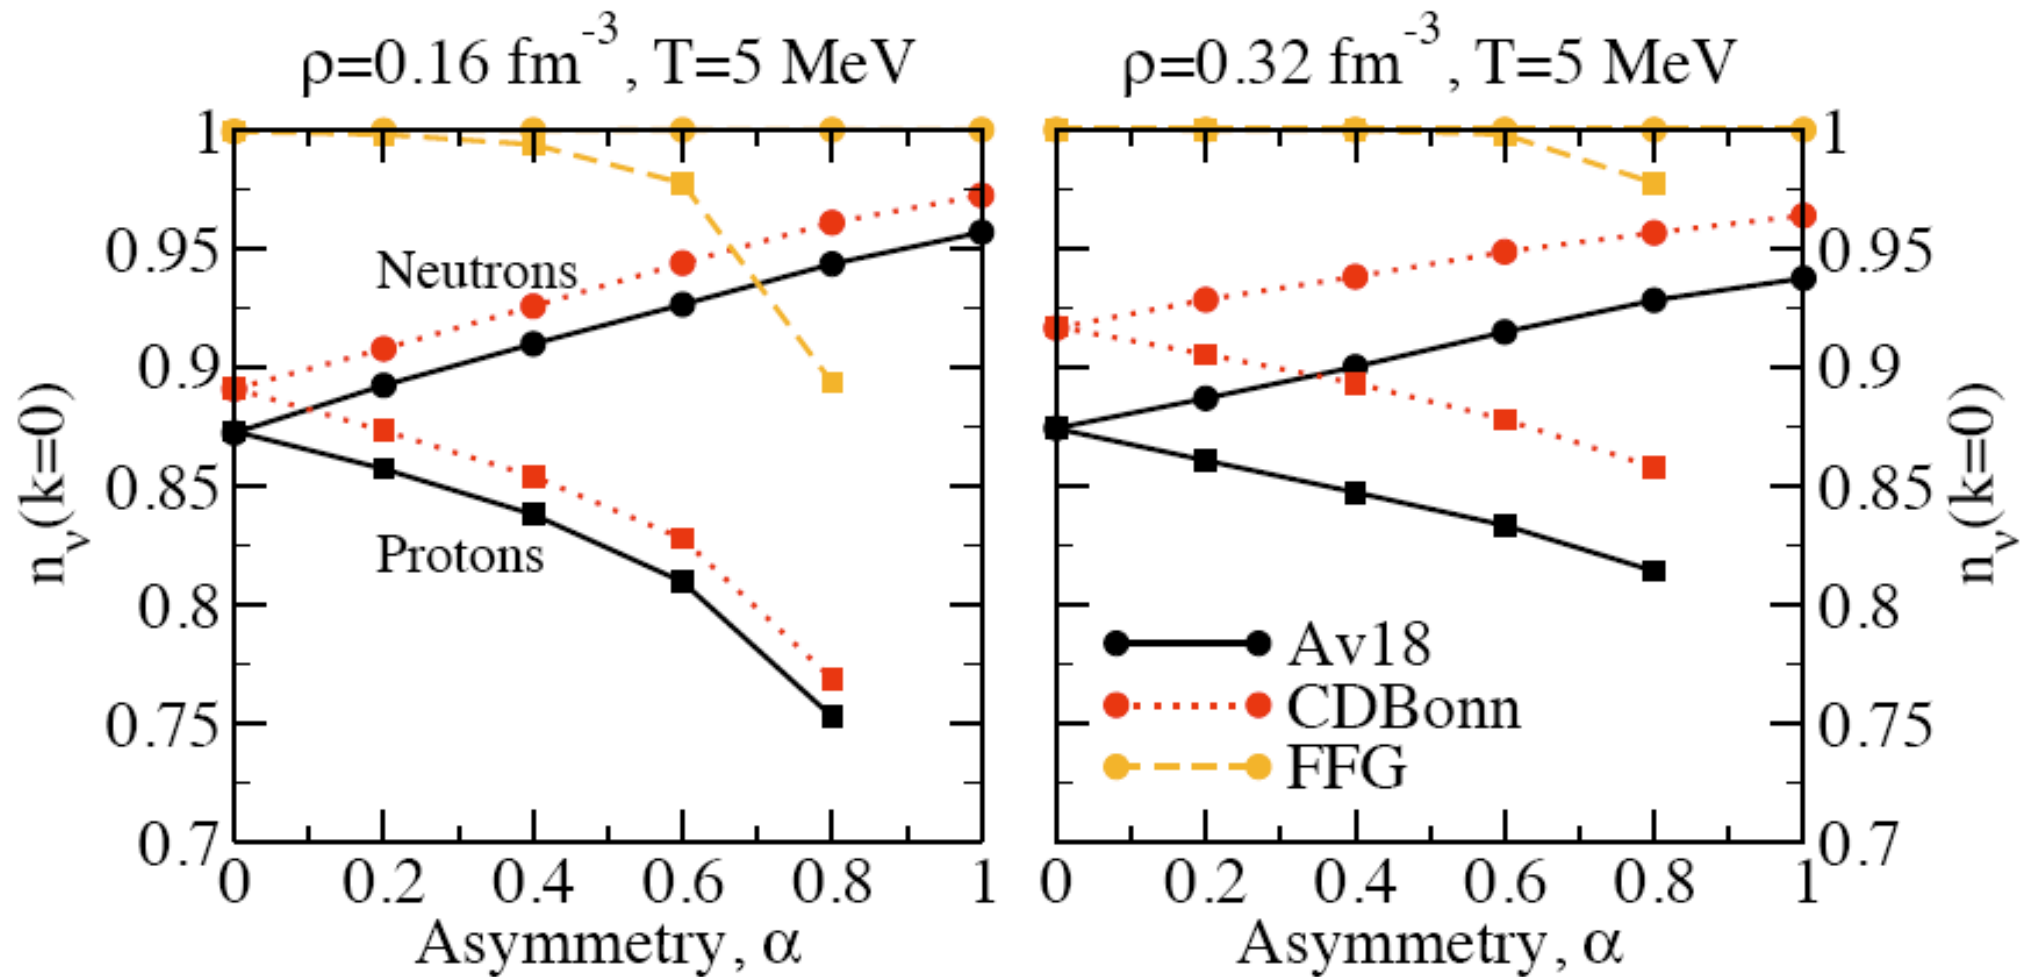 ρ=0.16 fm⁻³, T=5 MeV
ρ=0.32 fm⁻³, T=5 MeV
1
0.95
0.9
0.85
0.8
0.75
0.7
nᵥ(k=0)
Neutrons
Protons
0 0.2 0.4 0.6 0.8 1
Asymmetry, α
Av18
CDBonn
FFG
0 0.2 0.4 0.6 0.8 1
Asymmetry, α
1
0.95
0.9
0.85
0.8
0.75
0.7
nᵥ(k=0)